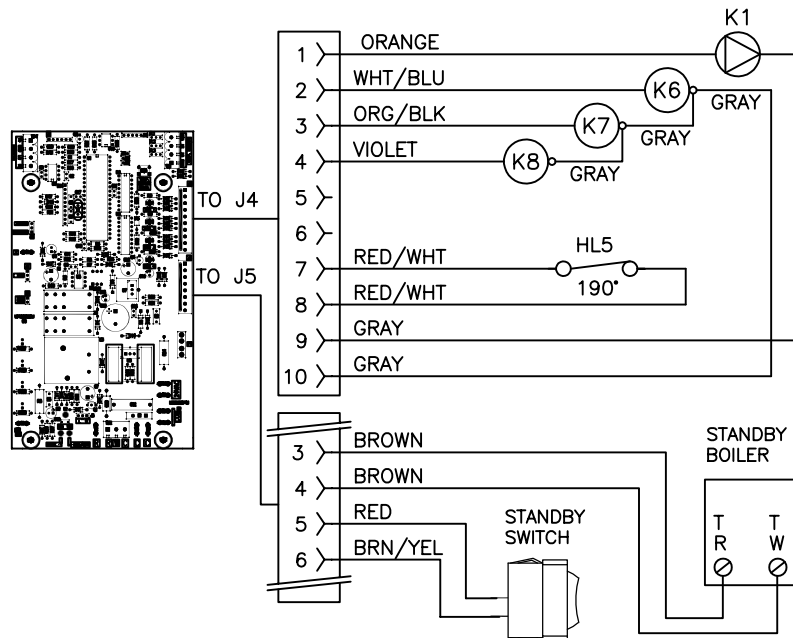 K1
1 ORANGE
2 WHT/BLU K6 GRAY
3 ORG/BLK K7 GRAY
4 VIOLET K8 GRAY
TO J4
5
6
7 RED/WHT HL5
TO J5
190°
8 RED/WHT
9 GRAY
10 GRAY
3 BROWN
4 BROWN
5 RED
6 BRN/YEL
STANDBY
SWITCH
STANDBY
BOILER
T T
R W